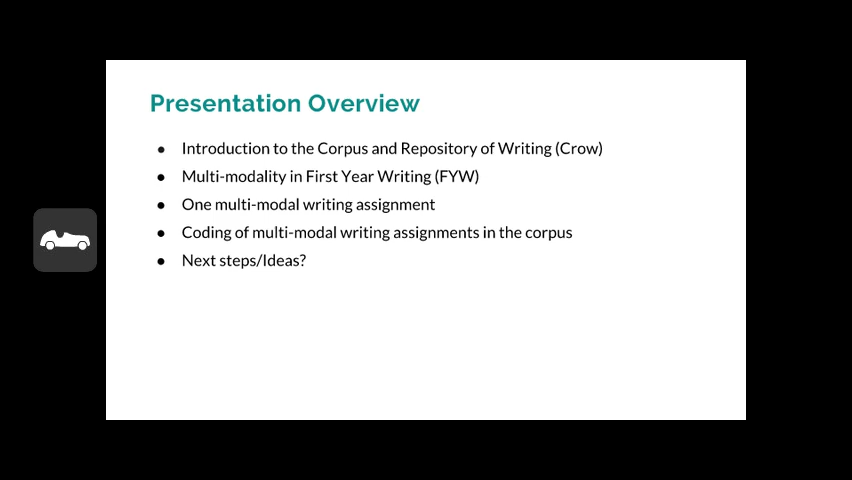 Presentation Overview
● Introduction to the Corpus and Repository of Writing (Crow)
● Multi-modality in First Year Writing (FYW)
● One multi-modal writing assignment
● Coding of multi-modal writing assignments in the corpus
● Next steps/Ideas?